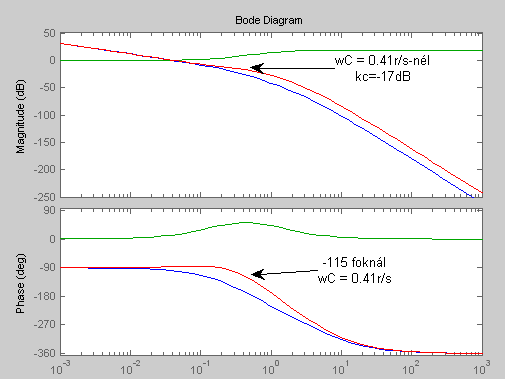 Bode Diagram
Magnitude (dB)
50
0
-50
-100
-150
-200
-250
wC = 0.41r/s-nél
kc=-17dB
Phase (deg)
90
0
-90
-180
-270
-360
-115 foknál
wC = 0.41r/s
10^-3
10^-2
10^-1
10^0
10^1
10^2
10^3